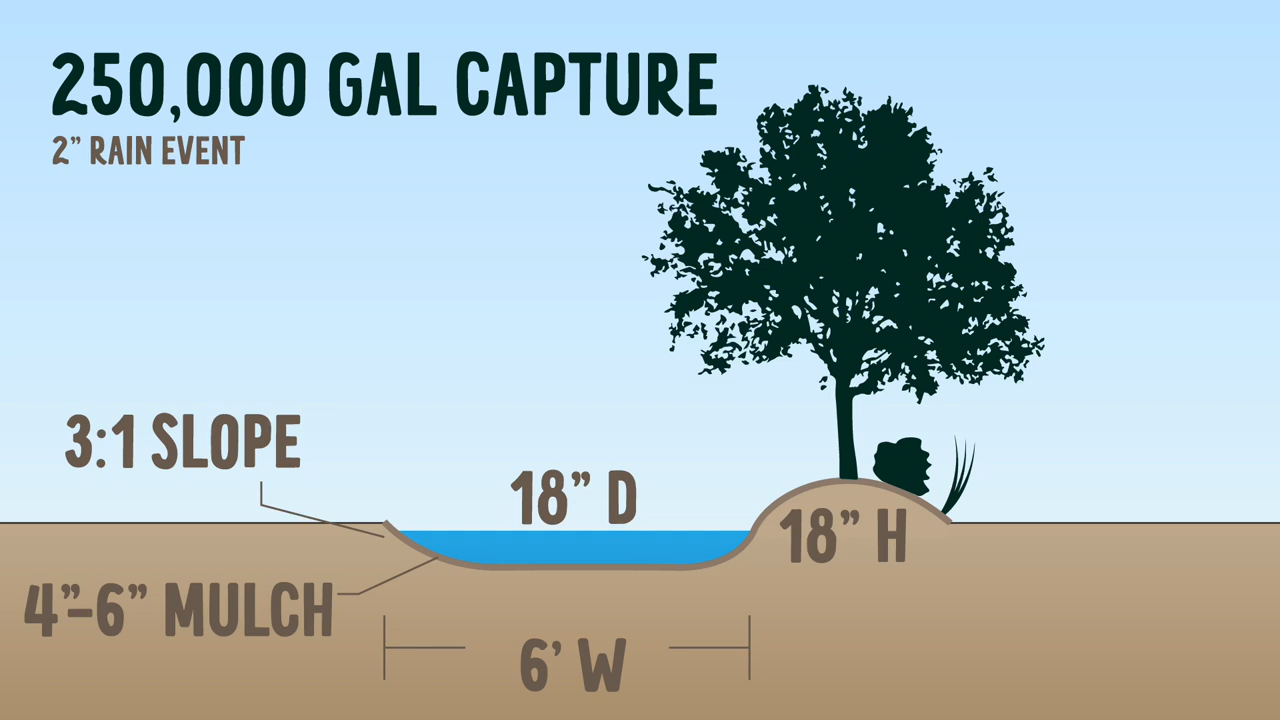 250,000 GAL CAPTURE
2” RAIN EVENT
3:1 SLOPE
18” D
18” H
4”-6” MULCH
6’ W